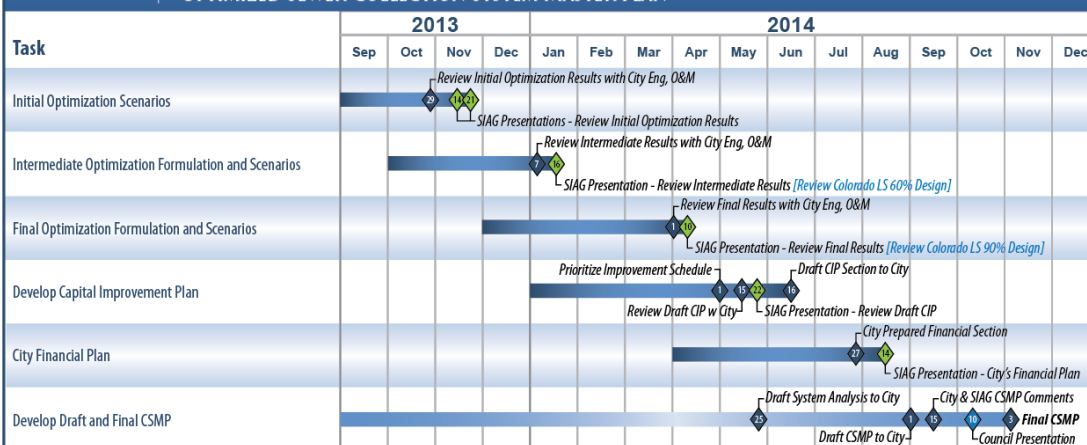 OPTIMIZED SEWER COLLECTION SYSTEM MASTER PLAN
2013 2014
Task Sep Oct Nov Dec Jan Feb Mar Apr May Jun Jul Aug Sep Oct Nov Dec
Review Initial Optimization Results with City Eng, O&M
Initial Optimization Scenarios 29 14 21
SIAG Presentations - Review Initial Optimization Results
Review Intermediate Results with City Eng, O&M
Intermediate Optimization Formulation and Scenarios 7 16
SIAG Presentation - Review Intermediate Results [Review Colorado LS 60% Design]
Review Final Results with City Eng, O&M
Final Optimization Formulation and Scenarios 1 10
SIAG Presentation - Review Final Results [Review Colorado LS 90% Design]
Prioritize Improvement Schedule Draft CIP Section to City
Develop Capital Improvement Plan 1 15 22 16
Review Draft CIP w City SIAG Presentation - Review Draft CIP
City Prepared Financial Section
City Financial Plan 27 14
SIAG Presentation - City's Financial Plan
Draft System Analysis to City City & SIAG CSMP Comments
Develop Draft and Final CSMP 25 1 15 10 3 Final CSMP
Draft CSMP to City Council Presentation